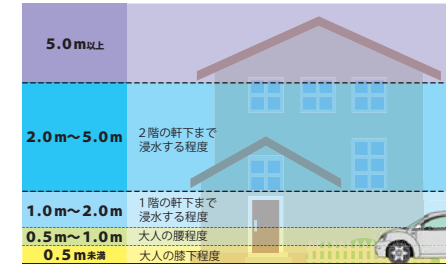 5.0m以上
2.0m～5.0m
2階の軒下まで
浸水する程度
1.0m～2.0m
1階の軒下まで
浸水する程度
0.5m～1.0m
大人の腰程度
0.5m未満
大人の膝下程度